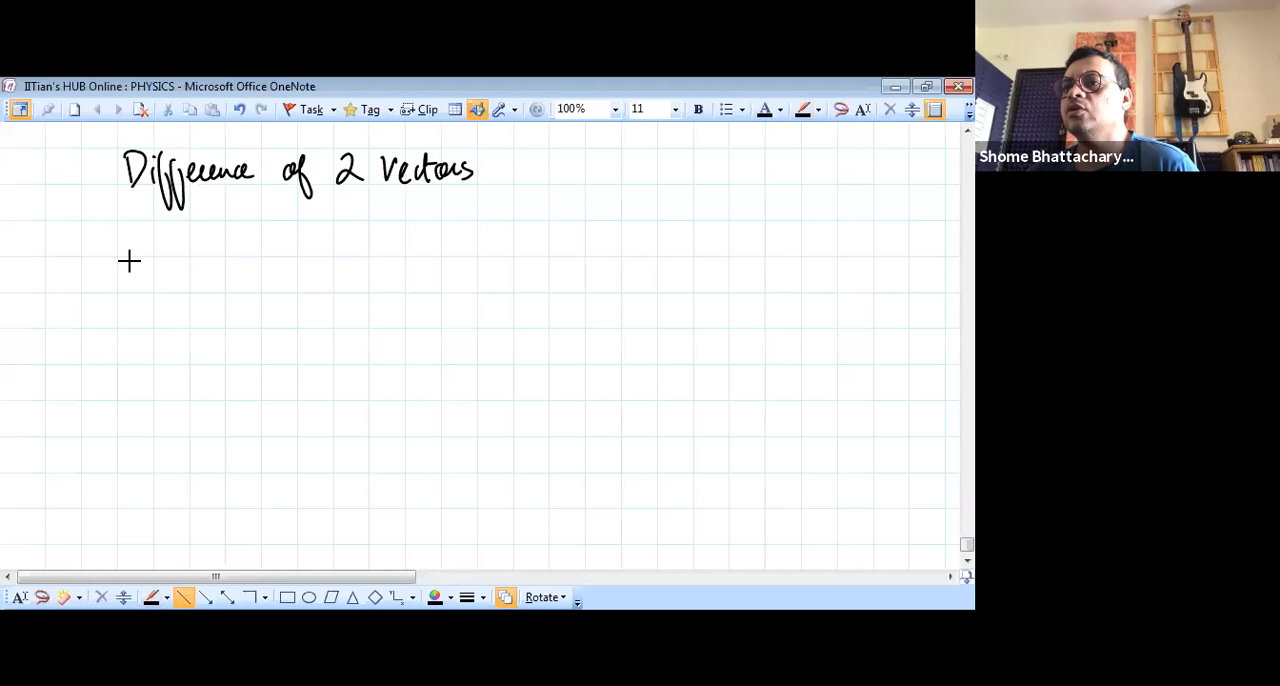 IITian's HUB Online : PHYSICS - Microsoft Office OneNote
Task Tag Clip 100% 11 B A A
Difference of 2 vectors
Shome Bhattachary...
A Rotate